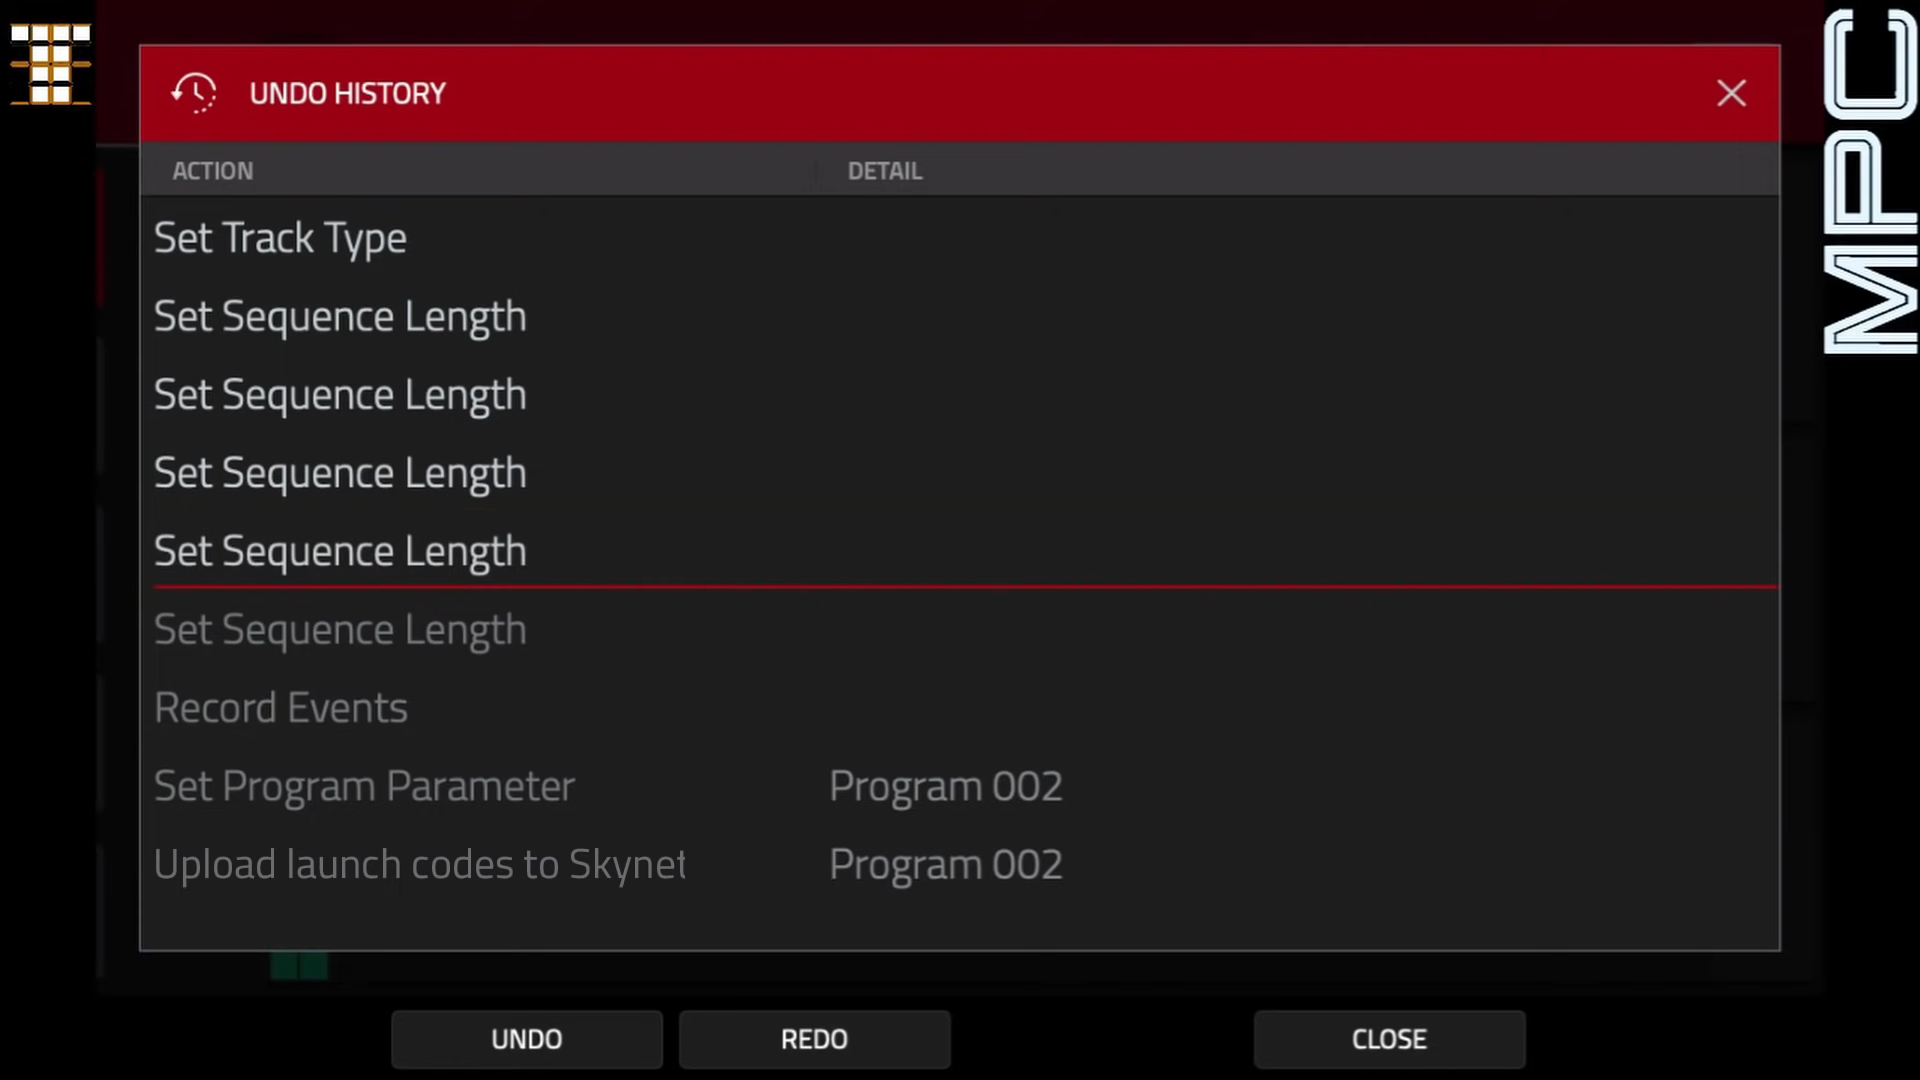 UNDO HISTORY
ACTION DETAIL
Set Track Type
Set Sequence Length
Set Sequence Length
Set Sequence Length
Set Sequence Length
Set Sequence Length
Record Events
Set Program Parameter Program 002
Upload launch codes to Skynet Program 002
UNDO REDO CLOSE
MPC